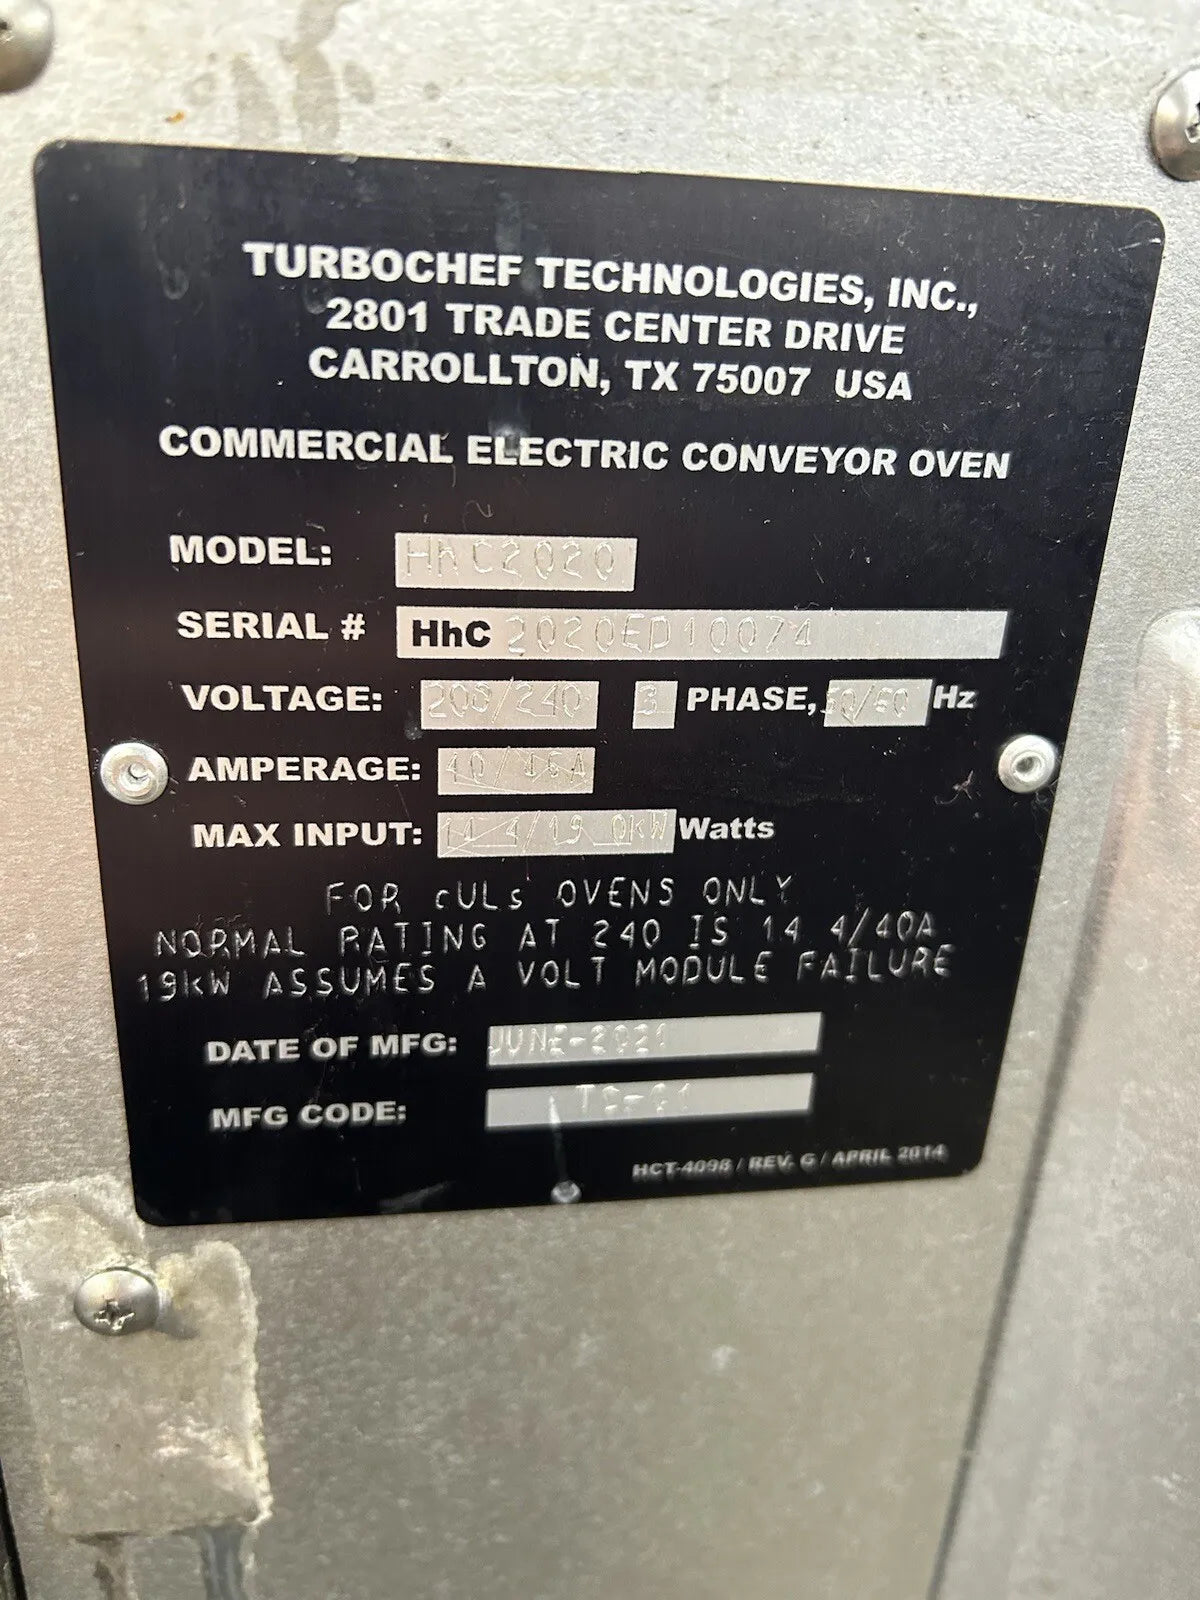 TURBOCHEF TECHNOLOGIES, INC.,
2801 TRADE CENTER DRIVE
CARROLLTON, TX 75007 USA
COMMERCIAL ELECTRIC CONVEYOR OVEN
MODEL: HhC2020
SERIAL # HhC
VOLTAGE: 208/240 3 PHASE, 50/60 Hz
AMPERAGE: 40/46A
MAX INPUT: 14.4/19.0kW Watts
FOR cULs OVENS ONLY
NORMAL RATING AT 240 IS 14 4/40A
19kW ASSUMES A VOLT MODULE FAILURE
DATE OF MFG: JUNE-2021
MFG CODE:
HCT-4098 / REV. G / APRIL 2014